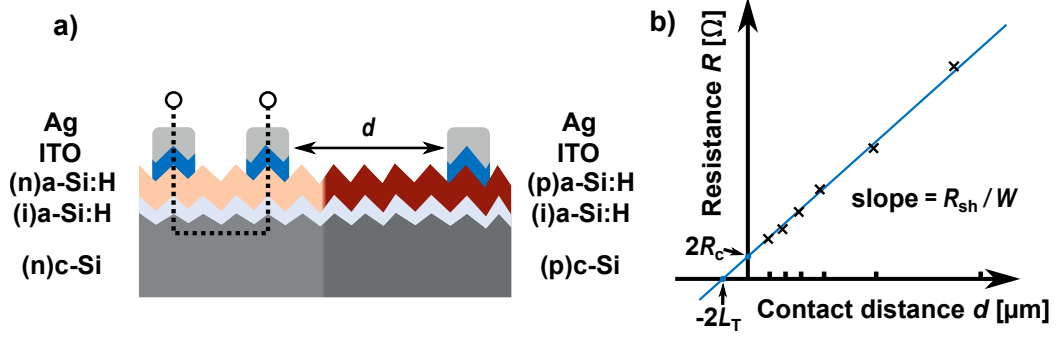 a)
d
Ag
ITO
(n)a-Si:H
(i)a-Si:H
(n)c-Si
Ag
ITO
(p)a-Si:H
(i)a-Si:H
(p)c-Si
b)
Resistance R [Ω]
slope = Rsh / W
2Rc
-2LT
Contact distance d [µm]